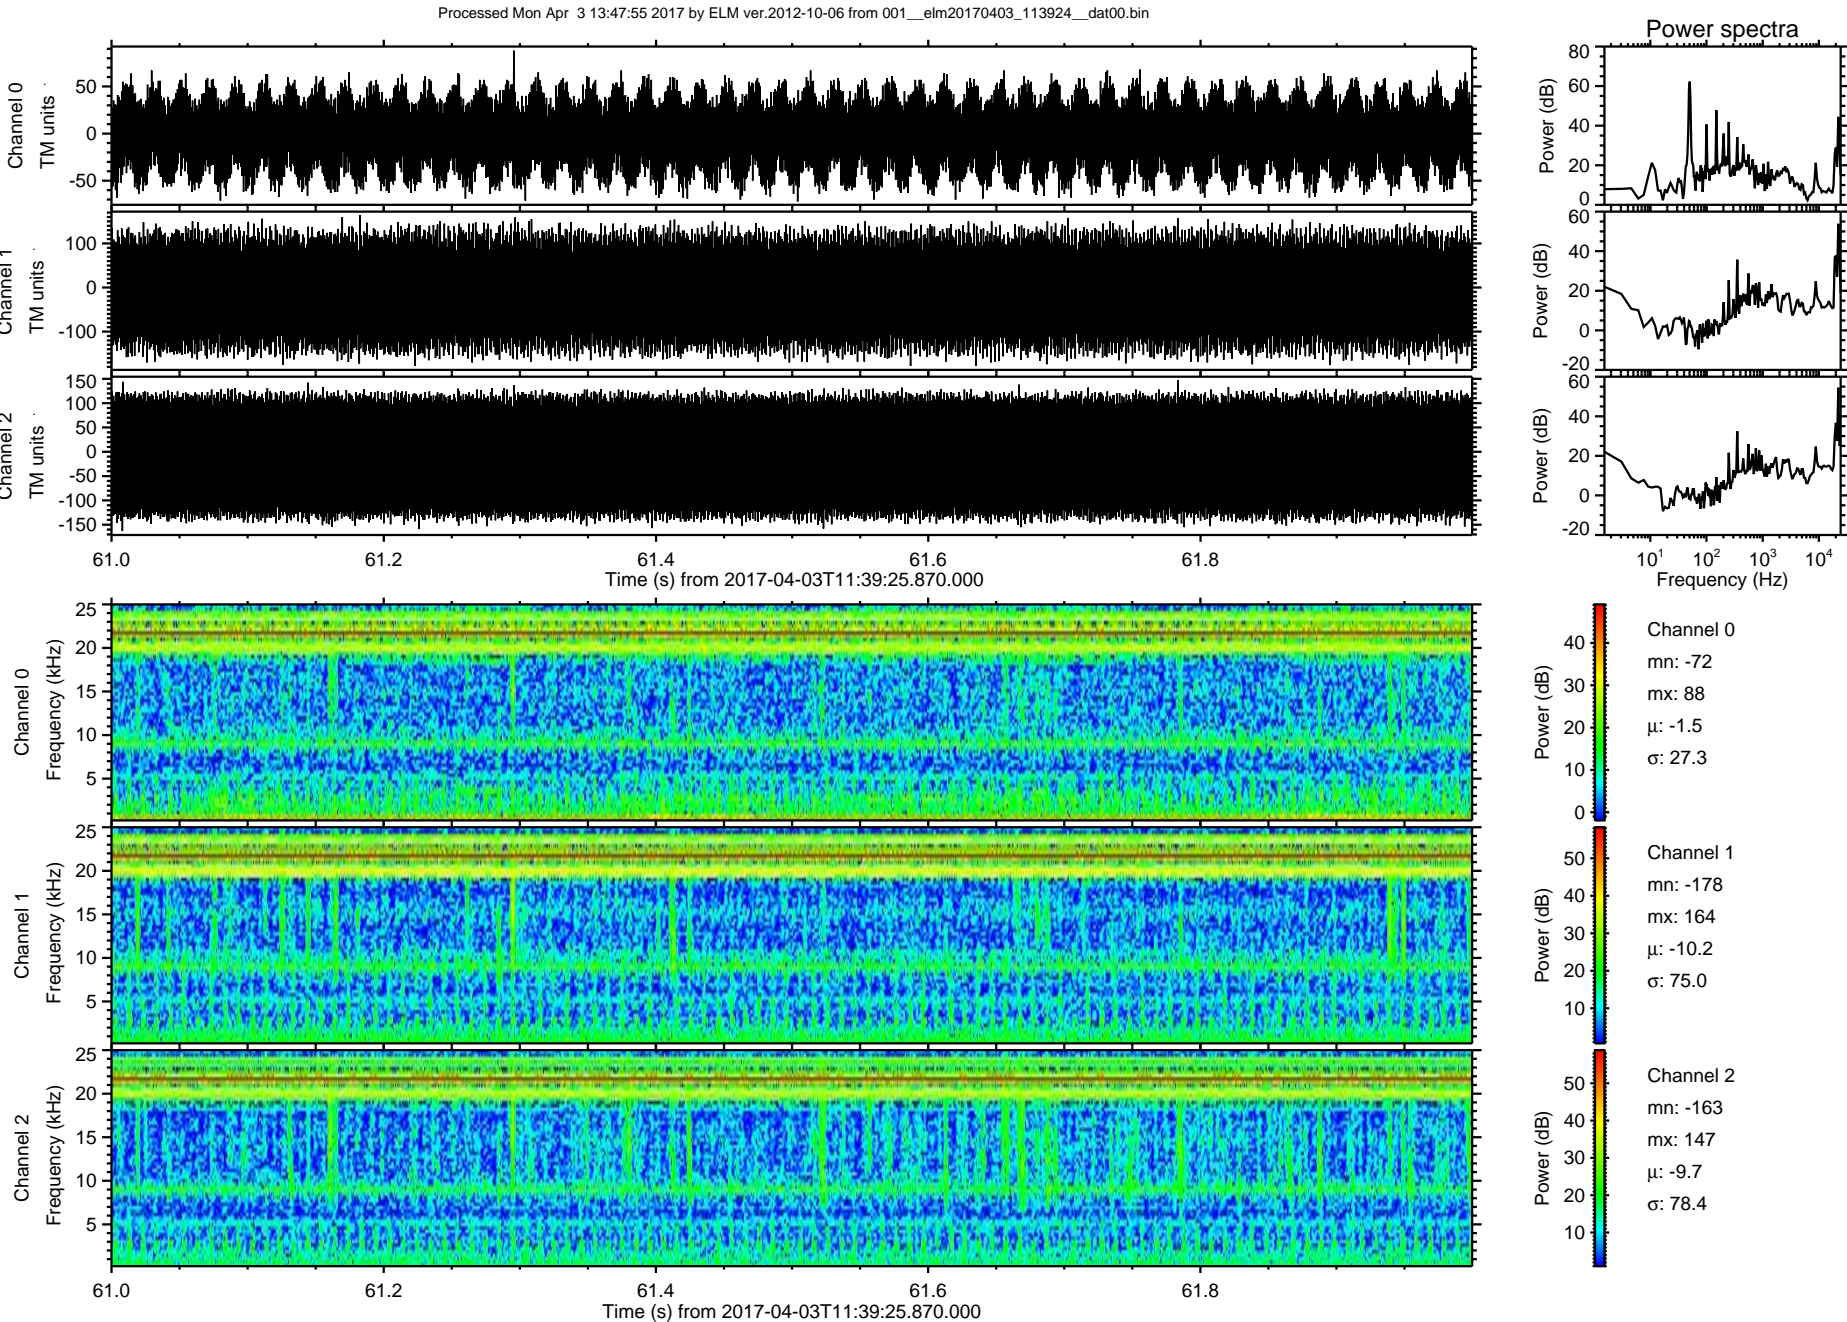 Processed Mon Apr  3 13:47:55 2017 by ELM ver.2012-10-06 from 001__elm20170403_113924__dat00.bin
Power spectra
Channel 0
TM units
50
0
-50
Power (dB)
80
60
40
20
0
Channel 1
TM units
100
0
-100
Power (dB)
60
40
20
0
-20
Channel 2
TM units
150
100
50
0
-50
-100
-150
Power (dB)
60
40
20
0
-20
61.0 61.2 61.4 61.6 61.8
Time (s) from 2017-04-03T11:39:25.870.000
10¹ 10² 10³ 10⁴
Frequency (Hz)
Channel 0
Frequency (kHz)
25
20
15
10
5
Power (dB)
40
30
20
10
0
Channel 0
mn: -72
mx: 88
μ: -1.5
σ: 27.3
Channel 1
Frequency (kHz)
25
20
15
10
5
Power (dB)
50
40
30
20
10
Channel 1
mn: -178
mx: 164
μ: -10.2
σ: 75.0
Channel 2
Frequency (kHz)
25
20
15
10
5
Power (dB)
50
40
30
20
10
Channel 2
mn: -163
mx: 147
μ: -9.7
σ: 78.4
61.0 61.2 61.4 61.6 61.8
Time (s) from 2017-04-03T11:39:25.870.000